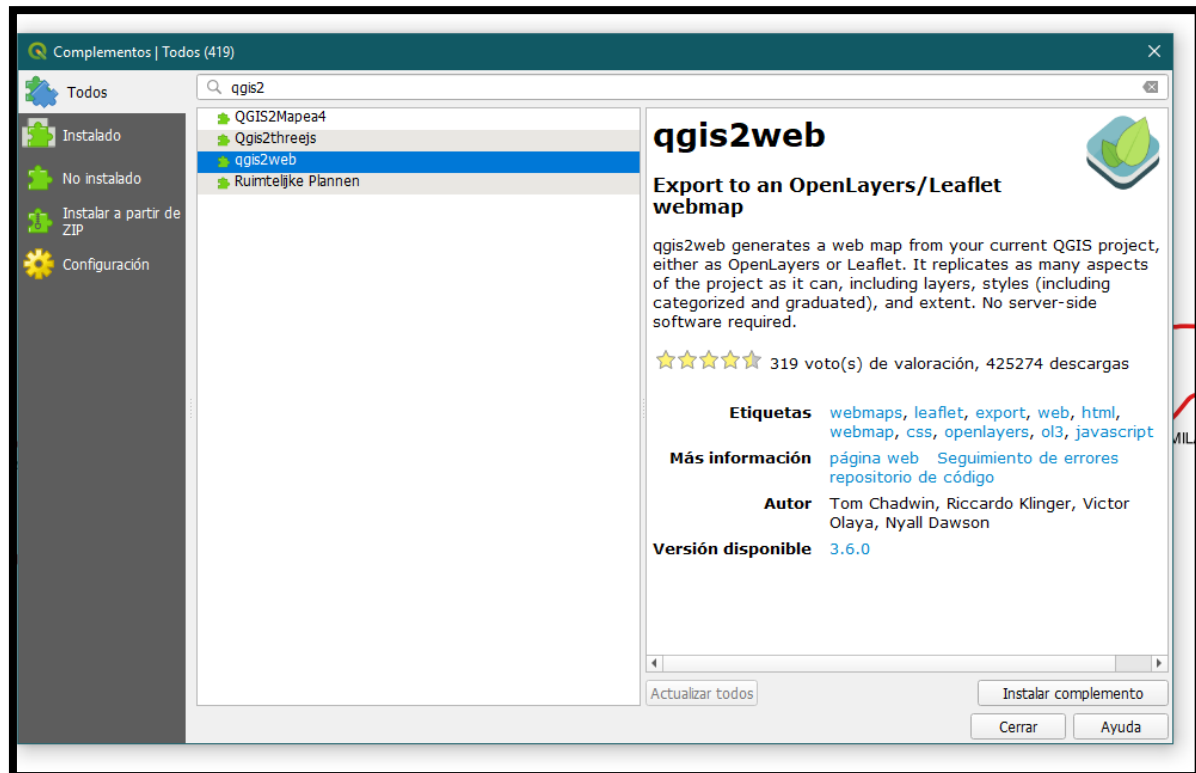 Complementos | Todos (419)
Todos
Instalado
No instalado
Instalar a partir de
ZIP
Configuración
qgis2
QGIS2Mapea4
Qgis2threejs
qgis2web
Ruimtelijke Plannen
qgis2web
Export to an OpenLayers/Leaflet
webmap
qgis2web generates a web map from your current QGIS project,
either as OpenLayers or Leaflet. It replicates as many aspects
of the project as it can, including layers, styles (including
categorized and graduated), and extent. No server-side
software required.
319 voto(s) de valoración, 425274 descargas
Etiquetas webmaps, leaflet, export, web, html,
webmap, css, openlayers, ol3, javascript
Más información página web Seguimiento de errores
repositorio de código
Autor Tom Chadwin, Riccardo Klinger, Victor
Olaya, Nyall Dawson
Versión disponible 3.6.0
Actualizar todos
Instalar complemento
Cerrar
Ayuda